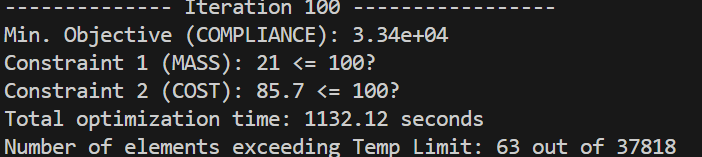 -------------- Iteration 100 -----------------
Min. Objective (COMPLIANCE): 3.34e+04
Constraint 1 (MASS): 21 <= 100?
Constraint 2 (COST): 85.7 <= 100?
Total optimization time: 1132.12 seconds
Number of elements exceeding Temp Limit: 63 out of 37818